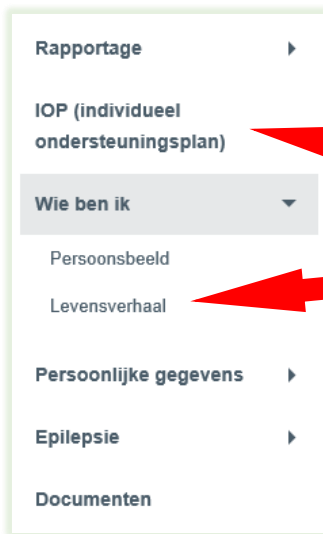 Rapportage
IOP (individueel
ondersteuningsplan)
Wie ben ik
Persoonsbeeld
Levensverhaal
Persoonlijke gegevens
Epilepsie
Documenten